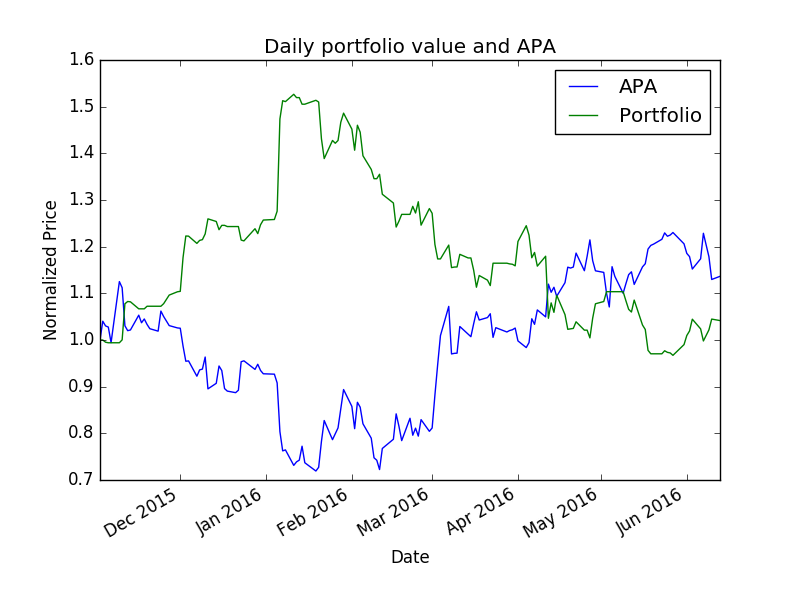 Daily portfolio value and APA
APA
Portfolio
1.6
1.5
1.4
1.3
1.2
1.1
1.0
0.9
0.8
0.7
Normalized Price
Dec 2015
Jan 2016
Feb 2016
Mar 2016
Apr 2016
May 2016
Jun 2016
Date